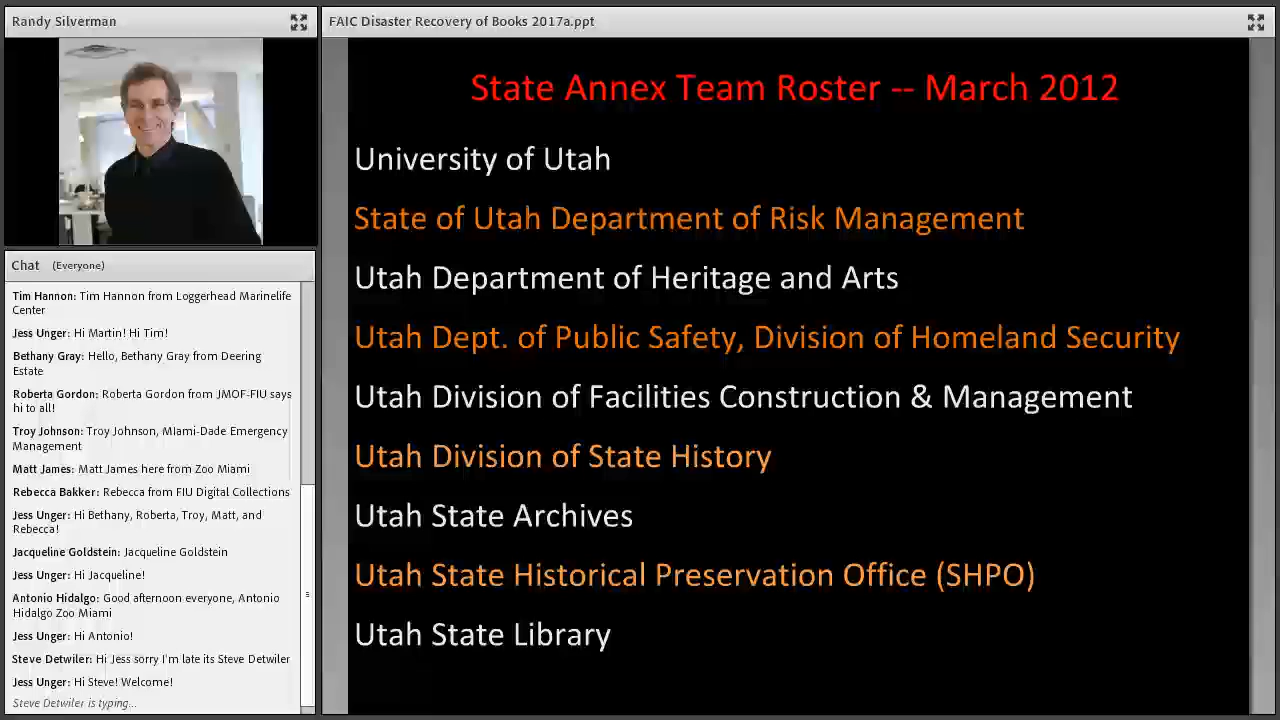 Randy Silverman
FAIC Disaster Recovery of Books 2017a.ppt
Chat (Everyone)
Tim Hannon: Tim Hannon from Loggerhead Marinelife
Center
Jess Unger: Hi Martin! Hi Tim!
Bethany Gray: Hello, Bethany Gray from Deering
Estate
Roberta Gordon: Roberta Gordon from JMOF-FIU says
hi to all!
Troy Johnson: Troy Johnson, MIami-Dade Emergency
Management
Matt James: Matt James here from Zoo Miami
Rebecca Bakker: Rebecca from FIU Digital Collections
Jess Unger: Hi Bethany, Roberta, Troy, Matt, and
Rebecca!
Jacqueline Goldstein: Jacqueline Goldstein
Jess Unger: Hi Jacqueline!
Antonio Hidalgo: Good afternoon everyone, Antonio
Hidalgo Zoo Miami
Jess Unger: Hi Antonio!
Steve Detwiler: Hi Jess sorry I'm late its Steve Detwiler
Jess Unger: Hi Steve! Welcome!
Steve Detwiler is typing...
State Annex Team Roster -- March 2012
University of Utah
State of Utah Department of Risk Management
Utah Department of Heritage and Arts
Utah Dept. of Public Safety, Division of Homeland Security
Utah Division of Facilities Construction & Management
Utah Division of State History
Utah State Archives
Utah State Historical Preservation Office (SHPO)
Utah State Library